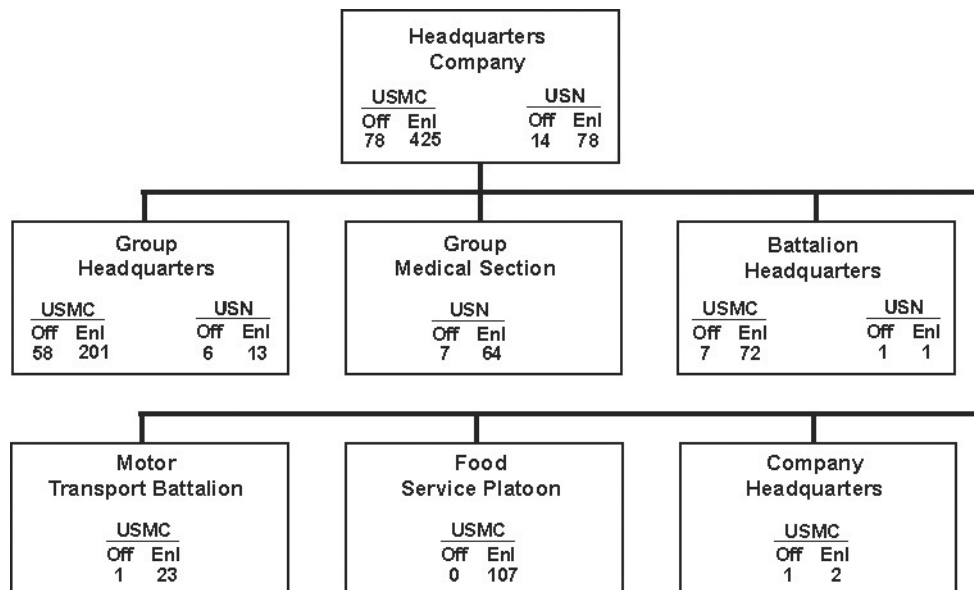 Headquarters
Company
USMC USN
Off Enl Off Enl
78 425 14 78
Group
Headquarters
USMC USN
Off Enl Off Enl
58 201 6 13
Group
Medical Section
USN
Off Enl
7 64
Battalion
Headquarters
USMC USN
Off Enl Off Enl
7 72 1 1
Motor
Transport Battalion
USMC
Off Enl
1 23
Food
Service Platoon
USMC
Off Enl
0 107
Company
Headquarters
USMC
Off Enl
1 2